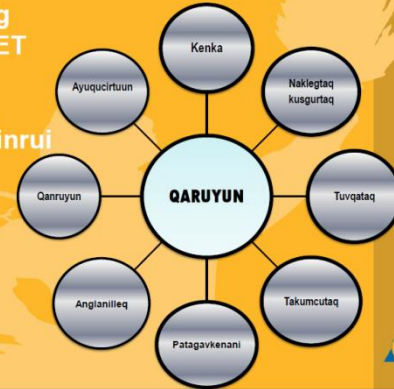 g
ET
inrui
Kenka
Naklegtaq
kusgurtaq
Tuvqataq
Takumcutaq
Patagavkenani
Anglanilleq
Qanruyun
Ayuqucirtuun
QARUYUN